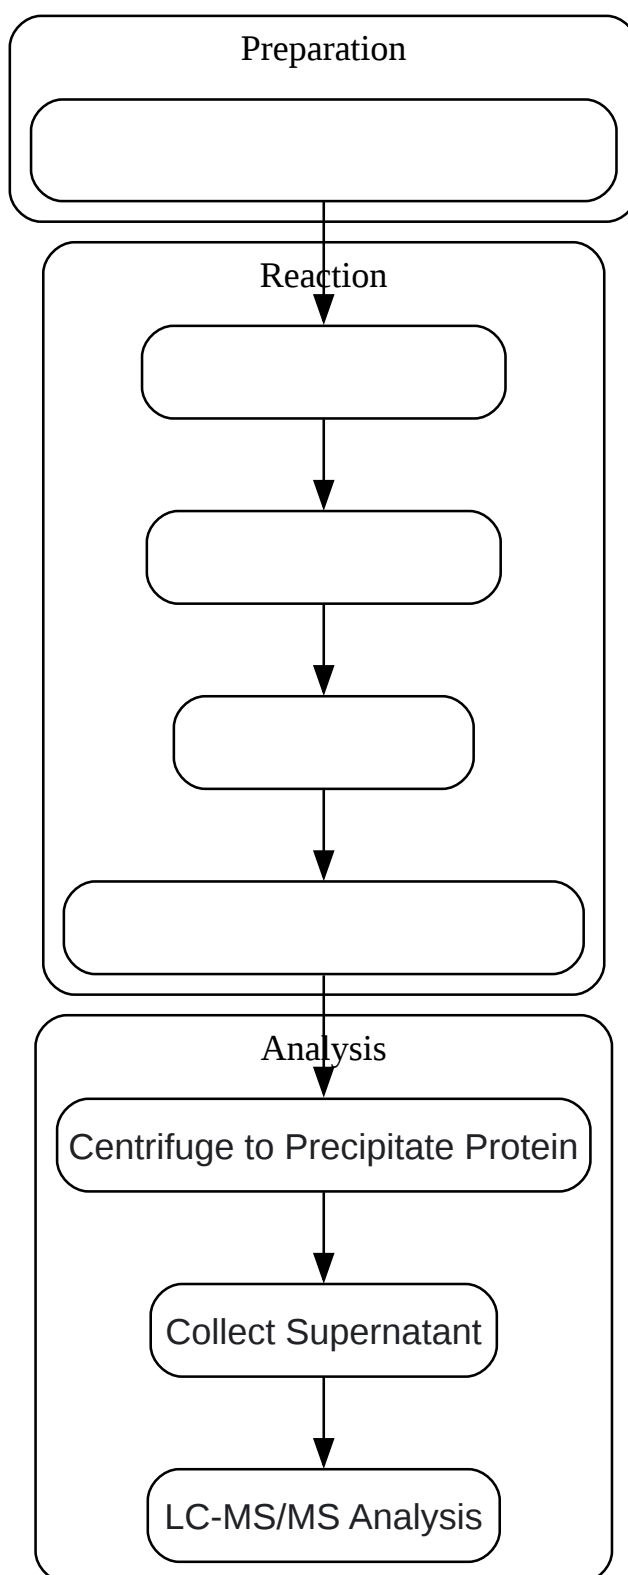 Preparation
Reaction
Analysis
Centrifuge to Precipitate Protein
Collect Supernatant
LC-MS/MS Analysis